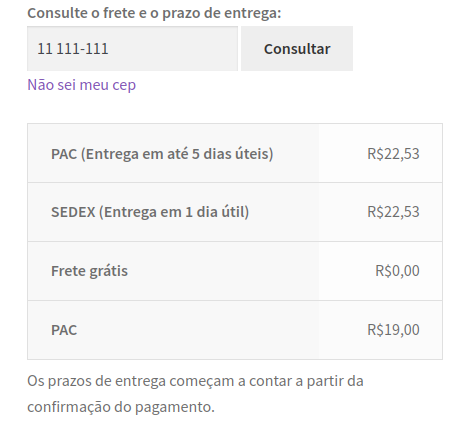 Consulte o frete e o prazo de entrega:
11 111-111
Consultar
Não sei meu cep
PAC (Entrega em até 5 dias úteis)
R$22,53
SEDEX (Entrega em 1 dia útil)
R$22,53
Frete grátis
R$0,00
PAC
R$19,00
Os prazos de entrega começam a contar a partir da
confirmação do pagamento.